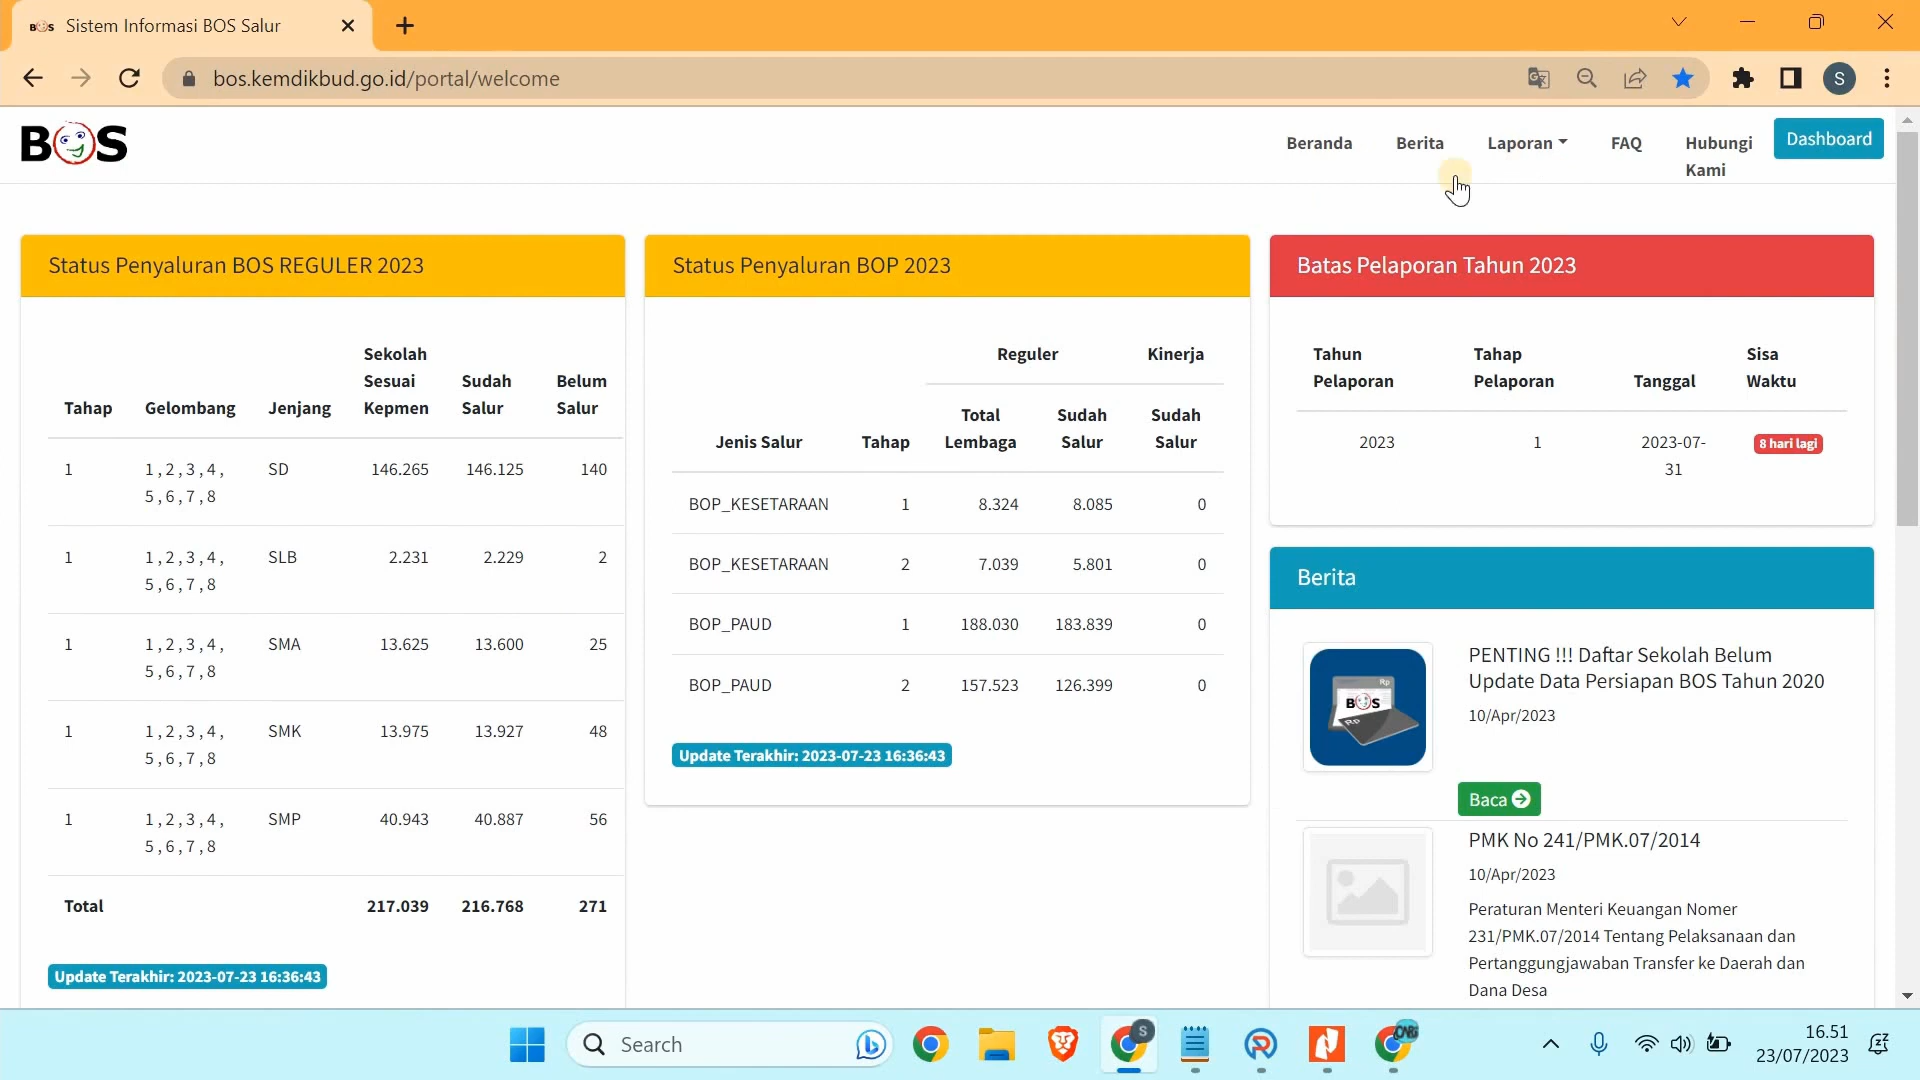 BOS Sistem Informasi BOS Salur
bos.kemdikbud.go.id/portal/welcome
S
BOS
Beranda Berita Laporan FAQ Hubungi Kami Dashboard
Status Penyaluran BOS REGULER 2023
Tahap Gelombang Jenjang Sekolah Sesuai Kepmen Sudah Salur Belum Salur
1 1,2,3,4, SD 146.265 146.125 140
5,6,7,8
1 1,2,3,4, SLB 2.231 2.229 2
5,6,7,8
1 1,2,3,4, SMA 13.625 13.600 25
5,6,7,8
1 1,2,3,4, SMK 13.975 13.927 48
5,6,7,8
1 1,2,3,4, SMP 40.943 40.887 56
5,6,7,8
Total 217.039 216.768 271
Update Terakhir: 2023-07-23 16:36:43
Status Penyaluran BOP 2023
Reguler Kinerja
Jenis Salur Tahap Total Lembaga Sudah Salur Sudah Salur
BOP_KESETARAAN 1 8.324 8.085 0
BOP_KESETARAAN 2 7.039 5.801 0
BOP_PAUD 1 188.030 183.839 0
BOP_PAUD 2 157.523 126.399 0
Update Terakhir: 2023-07-23 16:36:43
Batas Pelaporan Tahun 2023
Tahun Pelaporan Tahap Pelaporan Tanggal Sisa Waktu
2023 1 2023-07- 8 hari lagi
31
Berita
Rp
BOS
Rp
PENTING !!! Daftar Sekolah Belum
Update Data Persiapan BOS Tahun 2020
10/Apr/2023
Baca
PMK No 241/PMK.07/2014
10/Apr/2023
Peraturan Menteri Keuangan Nomer
231/PMK.07/2014 Tentang Pelaksanaan dan
Pertanggungjawaban Transfer ke Daerah dan
Dana Desa
Search
S
16.51
23/07/2023